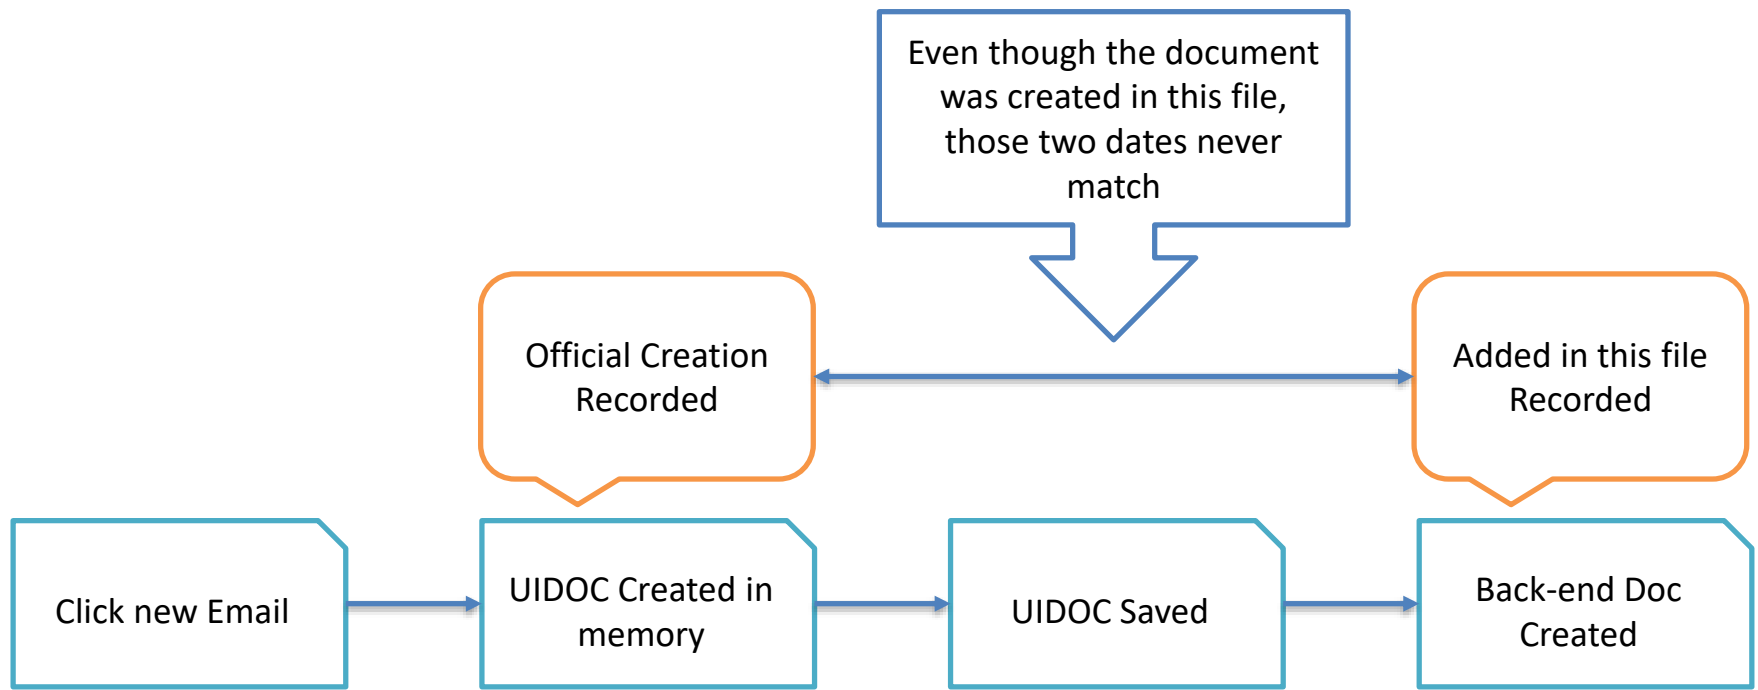 Even though the document
was created in this file,
those two dates never
match
Official Creation
Recorded
Added in this file
Recorded
Click new Email
UIDOC Created in
memory
UIDOC Saved
Back-end Doc
Created